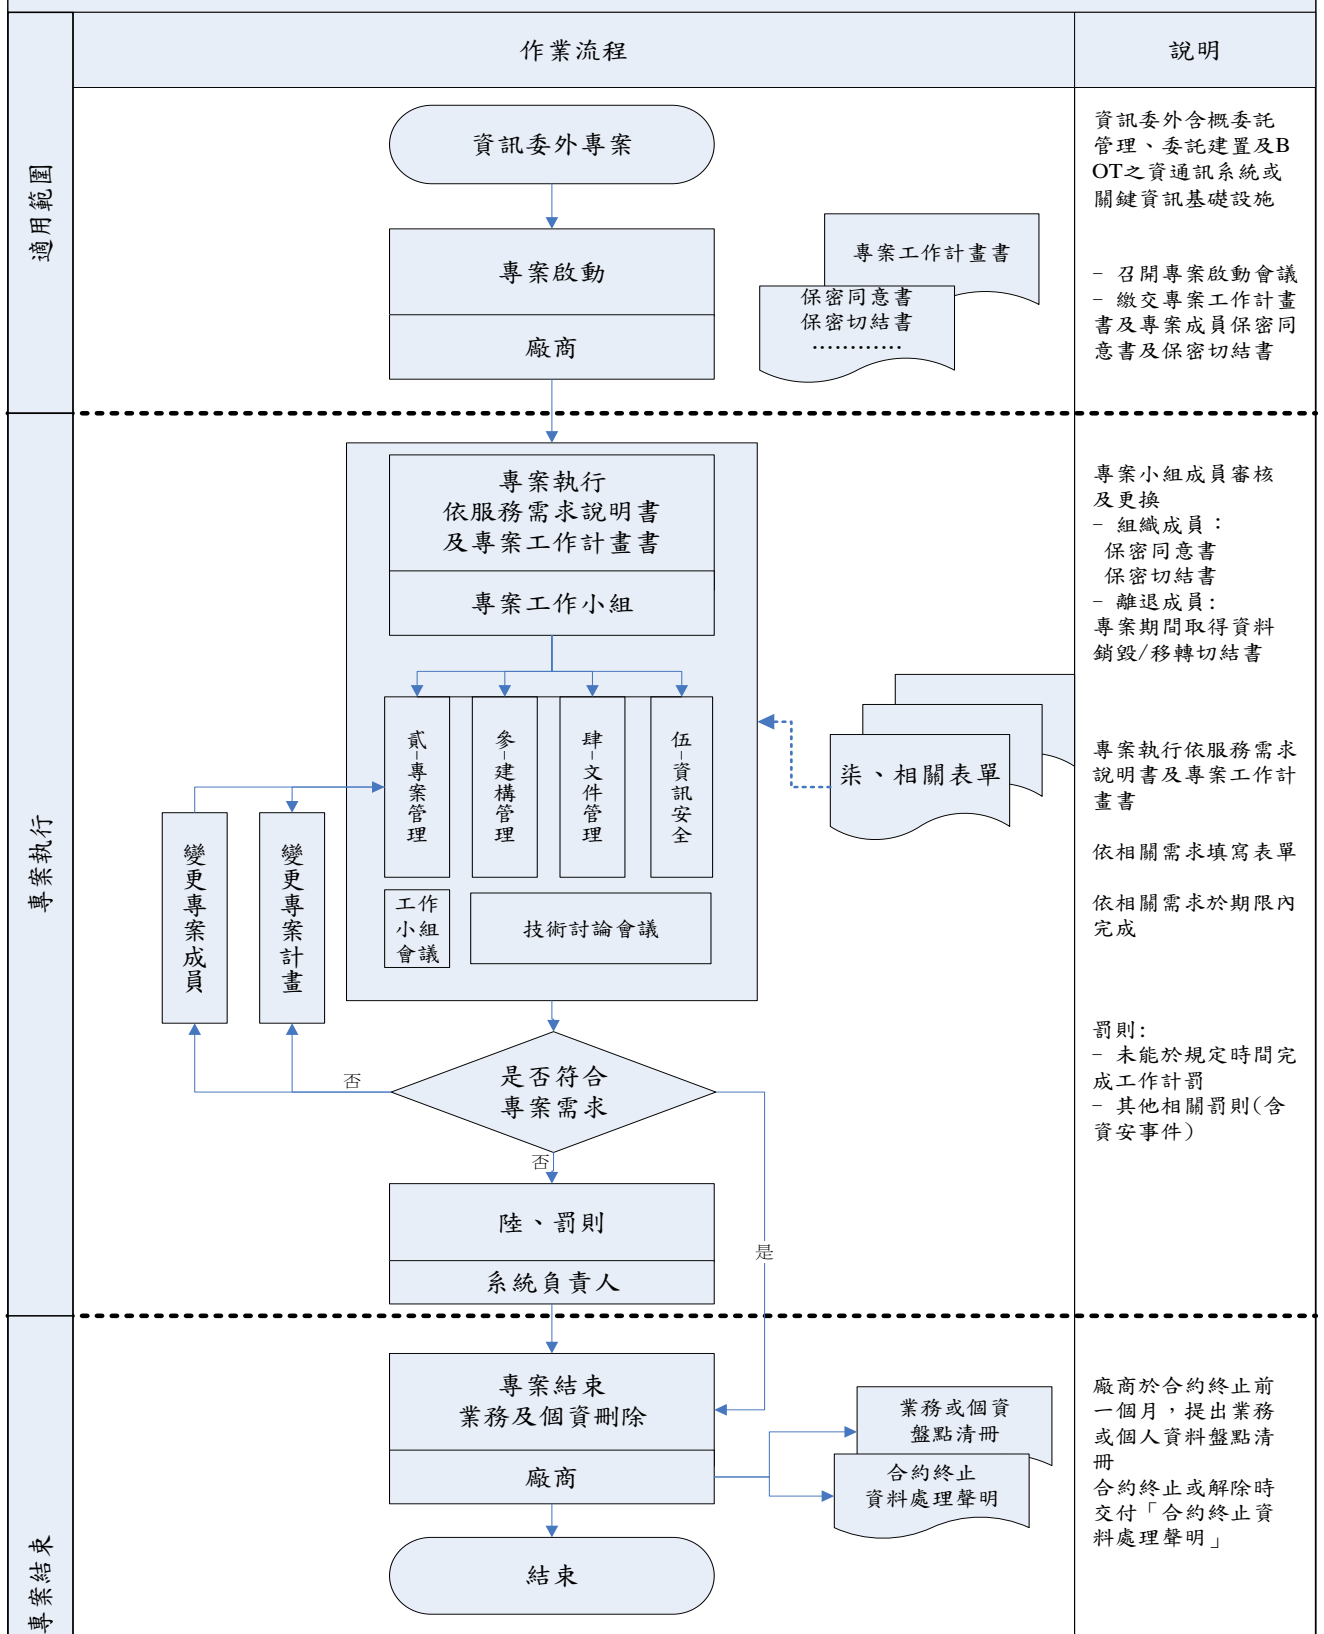 作業流程
說明
適用範圍
資訊委外專案
專案啟動
廠商
專案工作計畫書
保密同意書
保密切結書
…………
資訊委外含概委託
管理、委託建置及B
OT之資通訊系統或
關鍵資訊基礎設施
- 召開專案啟動會議
- 繳交專案工作計畫
書及專案成員保密同
意書及保密切結書
專案執行
專案執行
依服務需求說明書
及專案工作計畫書
專案工作小組
貳-專案管理
參-建構管理
肆-文件管理
伍-資訊安全
工作
小組
會議
技術討論會議
變更專案成員
變更專案計畫
柒、相關表單
是否符合
專案需求
否
否
是
陸、罰則
系統負責人
專案小組成員審核
及更換
- 組織成員：
保密同意書
保密切結書
- 離退成員:
專案期間取得資料
銷毀/移轉切結書
專案執行依服務需求
說明書及專案工作計
畫書
依相關需求填寫表單
依相關需求於期限內
完成
罰則:
- 未能於規定時間完
成工作計罰
- 其他相關罰則(含
資安事件)
專案結束
專案結束
業務及個資刪除
廠商
業務或個資
盤點清冊
合約終止
資料處理聲明
結束
廠商於合約終止前
一個月，提出業務
或個人資料盤點清
冊
合約終止或解除時
交付「合約終止資
料處理聲明」